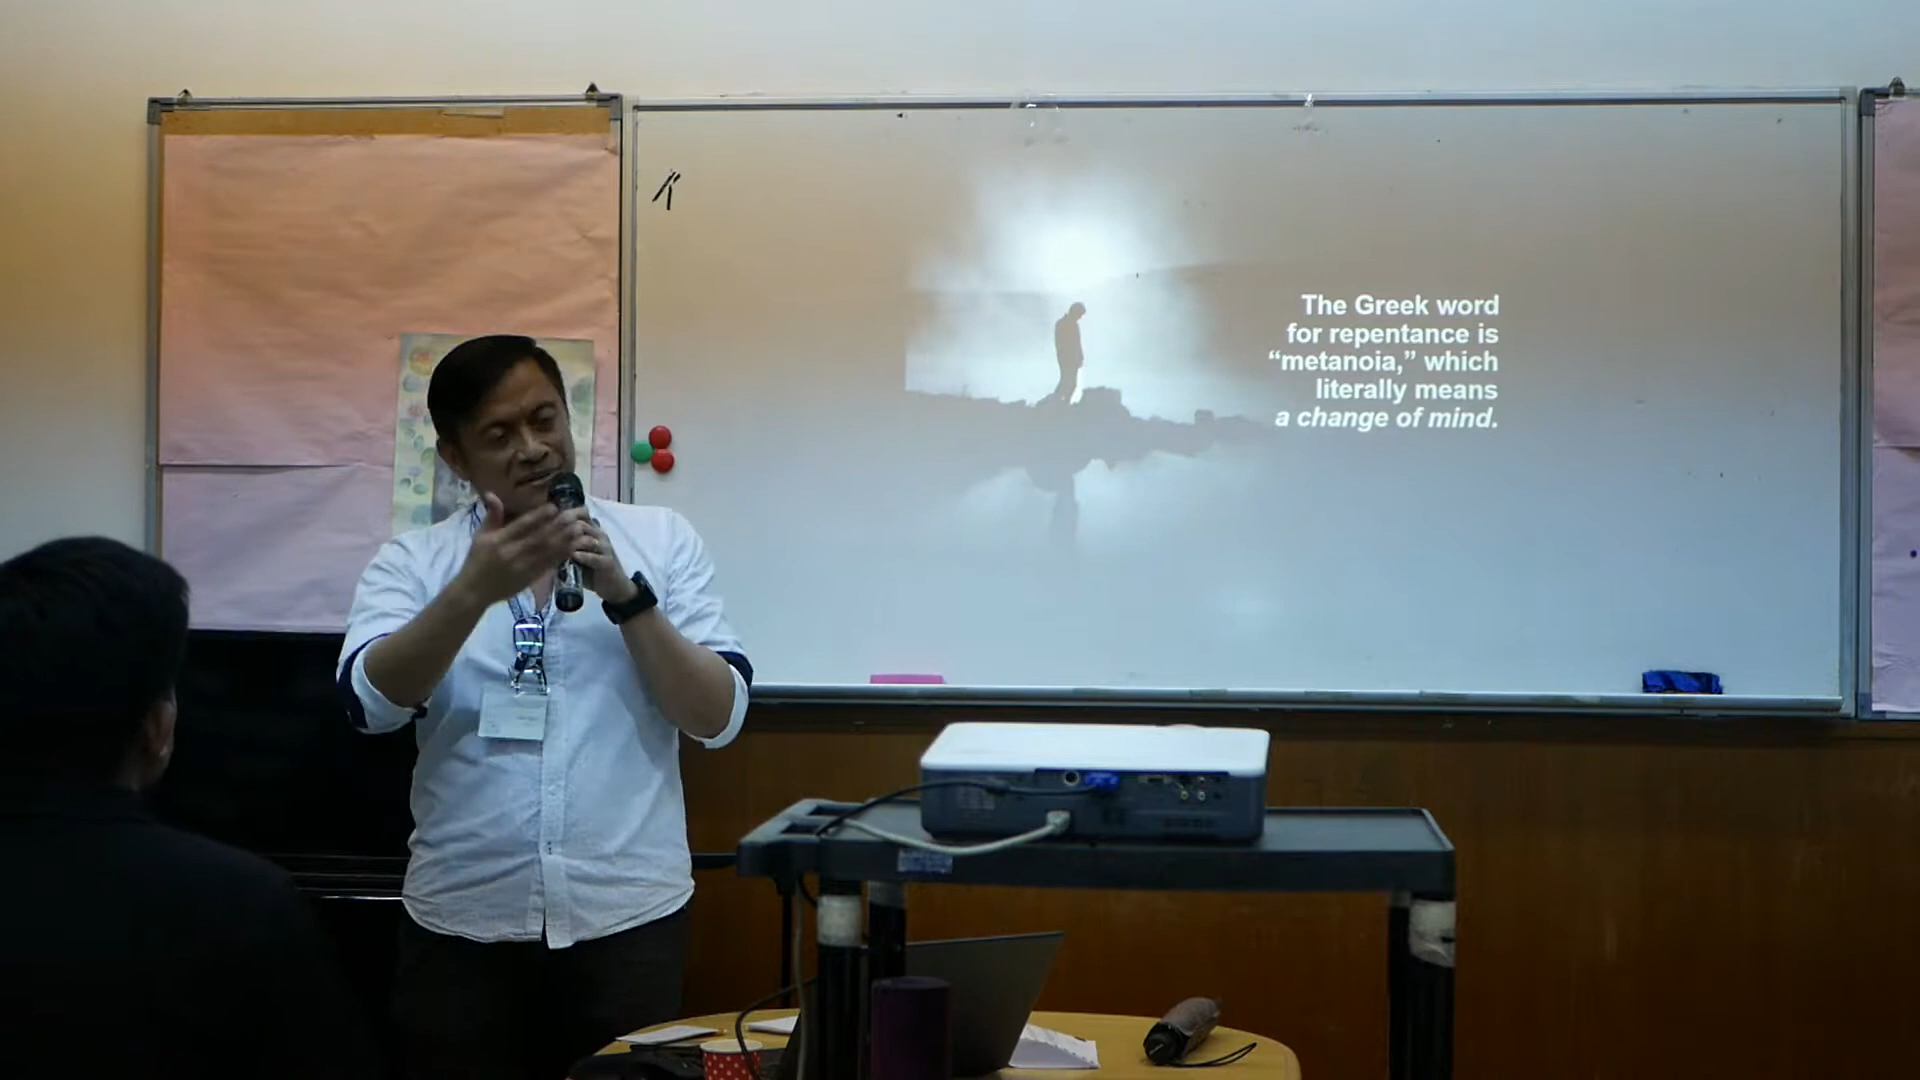 The Greek word
for repentance is
“metanoia,” which
literally means
a change of mind.